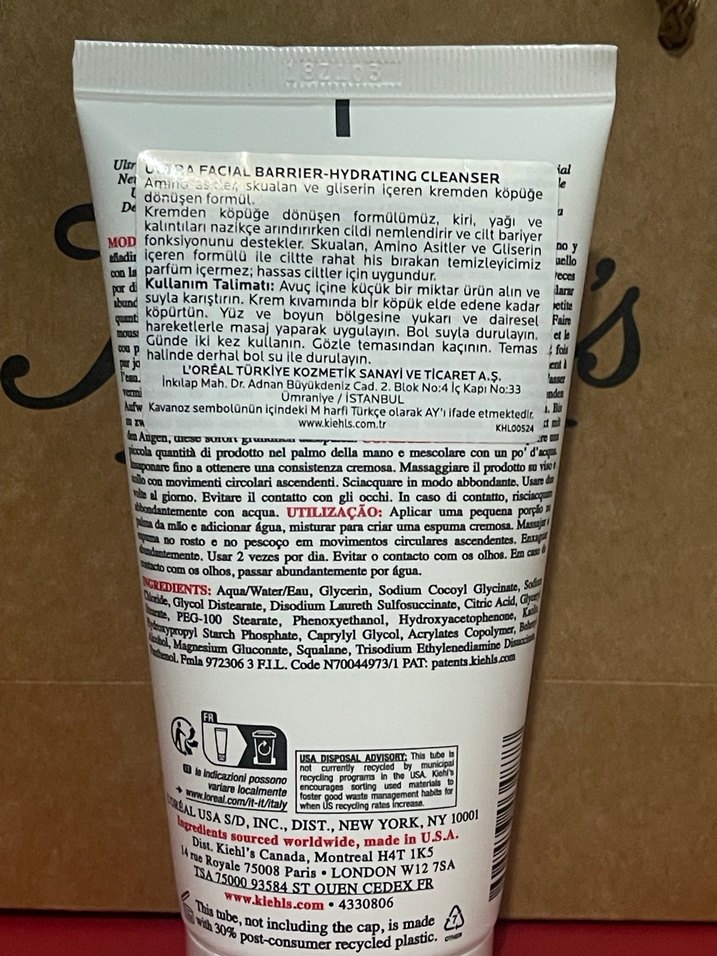 ULTRA FACIAL BARRIER-HYDRATING CLEANSER
Amino asitler, skualan ve gliserin içeren kremden köpüğe
dönüşen formül.
Kremden köpüğe dönüşen formülümüz, kiri, yağı ve
kalıntıları nazikçe arındırırken cildi nemlendirir ve cilt bariyer
fonksiyonunu destekler. Skualan, Amino Asitler ve Gliserin
içeren formülü ile ciltte rahat his bırakan temizleyicimiz
parfüm içermez; hassas ciltler için uygundur.
Kullanım Talimatı: Avuç içine küçük bir miktar ürün alın ve
suyla karıştırın. Krem kıvamında bir köpük elde edene kadar
köpürtün. Yüz ve boyun bölgesine yukarı ve dairesel
hareketlerle masaj yaparak uygulayın. Bol suyla durulayın.
Günde iki kez kullanın. Gözle temasından kaçının. Temas
halinde derhal bol su ile durulayın.
L'ORÉAL TÜRKİYE KOZMETİK SANAYİ VE TİCARET A.Ş.
İnkılap Mah. Dr. Adnan Büyükdeniz Cad. 2. Blok No:4 İç Kapı No:33
Ümraniye / İSTANBUL
Kavanoz sembolünün içindeki M harfi Türkçe olarak AY'ı ifade etmektedir.
www.kiehls.com.tr KHL00524
den Augen, diese sofort
piccola quantità di prodotto nel palmo della mano e mescolare con un po' d'acqua.
Massaggiare il prodotto su viso e
collo con movimenti circolari ascendenti. Sciacquare in modo abbondante. Usare due
volte al giorno. Evitare il contatto con gli occhi. In caso di contatto, risciacquare
abbondantemente con acqua. UTILIZAÇÃO: Aplicar uma pequena porção na
palma da mão e adicionar água, misturar para criar uma espuma cremosa. Massajar a
espuma no rosto e no pescoço em movimentos circulares ascendentes. Enxaguar
abundantemente. Usar 2 vezes por dia. Evitar o contacto com os olhos. Em caso de
contacto com os olhos, passar abundantemente por água.
INGREDIENTS: Aqua/Water/Eau, Glycerin, Sodium Cocoyl Glycinate, Sodium
Chloride, Glycol Distearate, Disodium Laureth Sulfosuccinate, Citric Acid, Glyceryl
Stearate, PEG-100 Stearate, Phenoxyethanol, Hydroxyacetophenone, Kaolin,
Hydroxypropyl Starch Phosphate, Caprylyl Glycol, Acrylates Copolymer, Behenyl
Alcohol, Magnesium Gluconate, Squalane, Trisodium Ethylenediamine Disuccinate,
Panthenol. Fmla 972306 3 F.I.L. Code N70044973/1 PAT: patents.kiehls.com
FR
IT le indicazioni possono
variare localmente
www.loreal.com/it-it/italy
USA DISPOSAL ADVISORY: This tube is
not currently recycled by municipal
recycling programs in the USA. Kiehl's
encourages sorting used materials to
foster good waste management habits for
when US recycling rates increase.
L'ORÉAL USA S/D, INC., DIST., NEW YORK, NY 10001
Ingredients sourced worldwide, made in U.S.A.
Dist. Kiehl's Canada, Montreal H4T 1K5
14 rue Royale 75008 Paris • LONDON W12 7SA
TSA 75000 93584 ST OUEN CEDEX FR
www.kiehls.com • 4330806
This tube, not including the cap, is made
with 30% post-consumer recycled plastic.
7